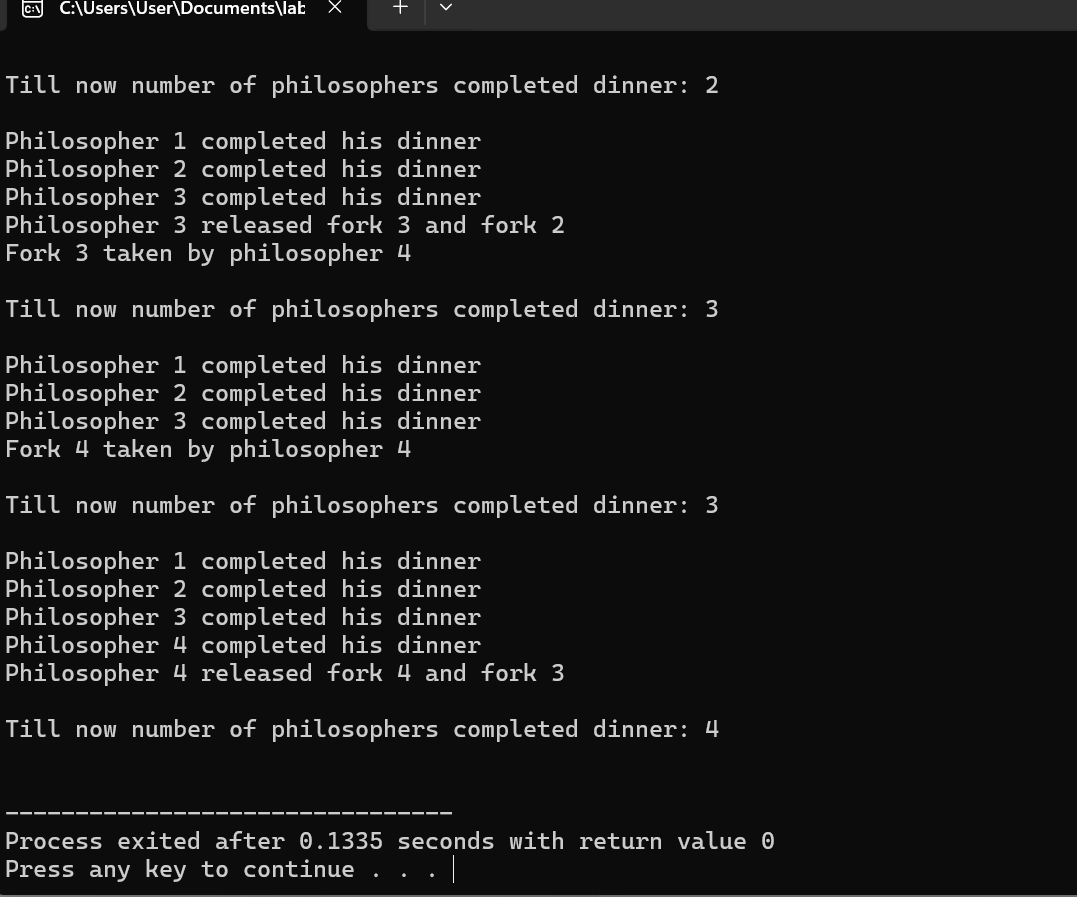 C:\Users\User\Documents\lab
Till now number of philosophers completed dinner: 2
Philosopher 1 completed his dinner
Philosopher 2 completed his dinner
Philosopher 3 completed his dinner
Philosopher 3 released fork 3 and fork 2
Fork 3 taken by philosopher 4
Till now number of philosophers completed dinner: 3
Philosopher 1 completed his dinner
Philosopher 2 completed his dinner
Philosopher 3 completed his dinner
Fork 4 taken by philosopher 4
Till now number of philosophers completed dinner: 3
Philosopher 1 completed his dinner
Philosopher 2 completed his dinner
Philosopher 3 completed his dinner
Philosopher 4 completed his dinner
Philosopher 4 released fork 4 and fork 3
Till now number of philosophers completed dinner: 4
--------------------------------
Process exited after 0.1335 seconds with return value 0
Press any key to continue . . .